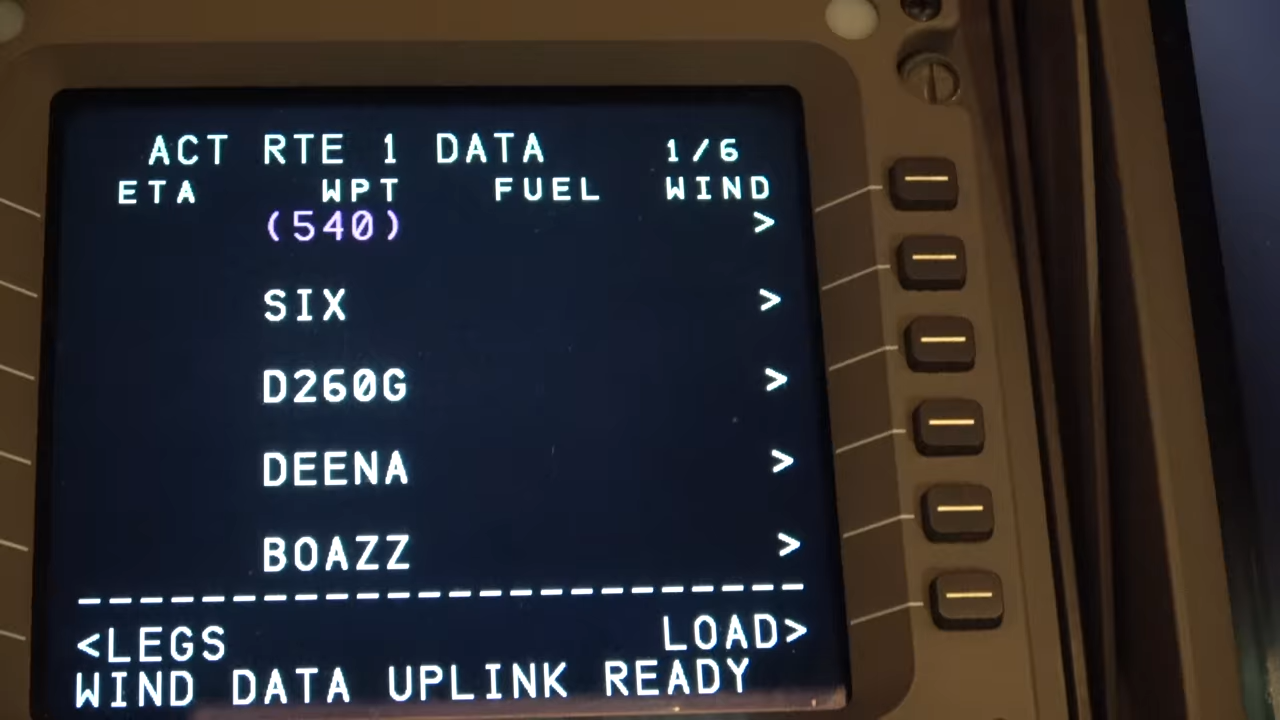 ACT RTE 1 DATA 1/6
ETA WPT FUEL WIND
(540) >
SIX >
D260G >
DEENA >
BOAZZ >
------------------------
<LEGS LOAD>
WIND DATA UPLINK READY